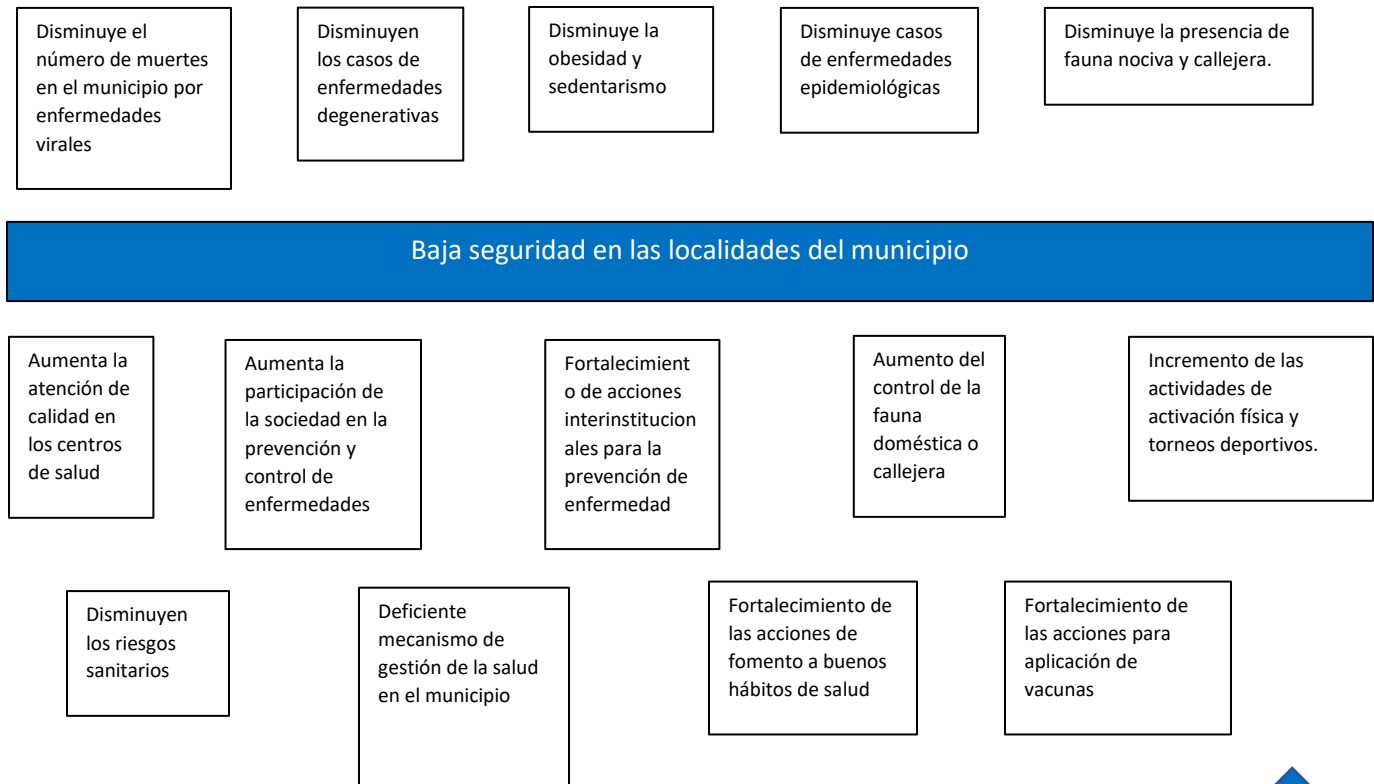 Disminuye el
número de muertes
en el municipio por
enfermedades
virales
Disminuyen
los casos de
enfermedades
degenerativas
Disminuye la
obesidad y
sedentarismo
Disminuye casos
de enfermedades
epidemiológicas
Disminuye la presencia de
fauna nociva y callejera.
Baja seguridad en las localidades del municipio
Aumenta la
atención de
calidad en
los centros
de salud
Aumenta la
participación de
la sociedad en la
prevención y
control de
enfermedades
Fortalecimient
o de acciones
interinstitucion
ales para la
prevención de
enfermedad
Aumento del
control de la
fauna
doméstica o
callejera
Incremento de las
actividades de
activación física y
torneos deportivos.
Disminuyen
los riesgos
sanitarios
Deficiente
mecanismo de
gestión de la salud
en el municipio
Fortalecimiento de
las acciones de
fomento a buenos
hábitos de salud
Fortalecimiento de
las acciones para
aplicación de
vacunas